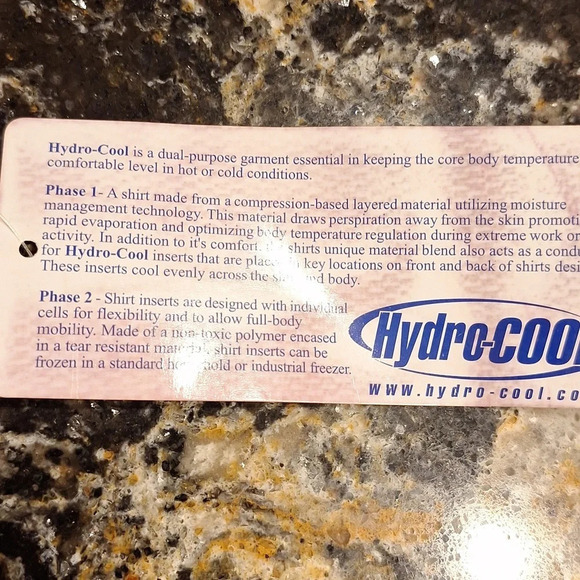 Hydro-Cool is a dual-purpose garment essential in keeping the core body temperature
comfortable level in hot or cold conditions.
Phase 1- A shirt made from a compression-based layered material utilizing moisture
management technology. This material draws perspiration away from the skin promoti
rapid evaporation and optimizing body temperature regulation during extreme work or
activity. In addition to it's comfort, shirts unique material blend also acts as a condu
for Hydro-Cool inserts that are key locations on front and back of shirts desi
These inserts cool evenly across the body.
Phase 2 - Shirt inserts are designed with individual
cells for flexibility and to allow full-body
mobility. Made of a non-toxic polymer encased
in a tear resistant shirt inserts can be
frozen in a standard or industrial freezer.
Hydro-COOL
www.hydro-cool.co